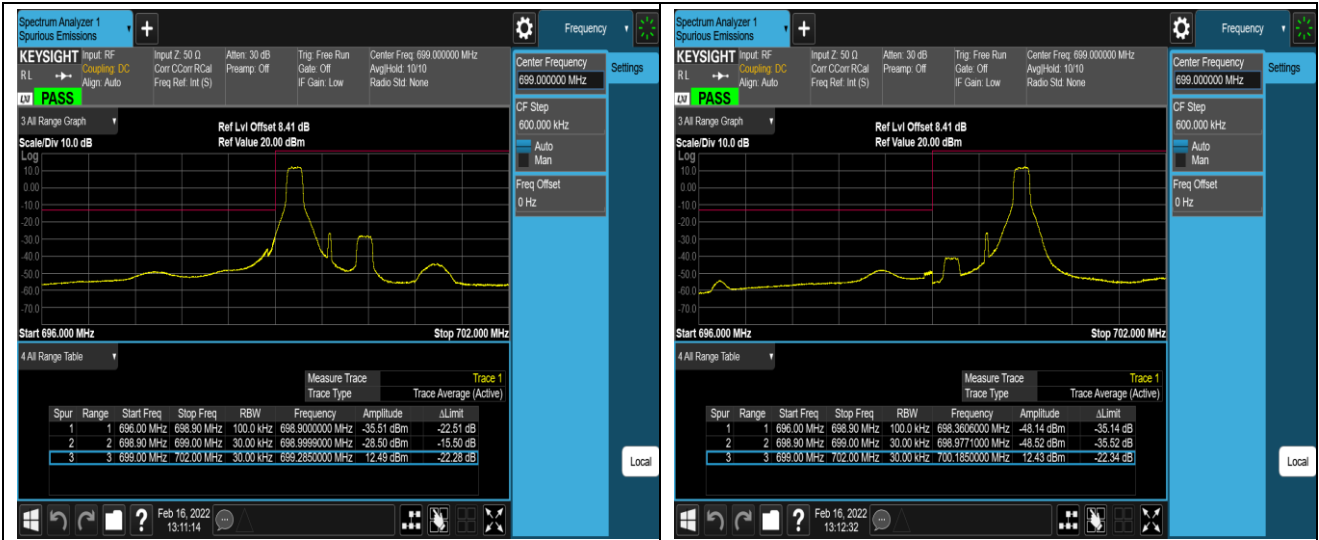 Spectrum Analyzer 1
Spurious Emissions
+
Frequency
KEYSIGHT Input: RF Input Z: 50 Ω Atten: 30 dB Trig: Free Run Center Freq: 699.000000 MHz
R L Coupling: DC Corr CCorr RCal Preamp: Off Gate: Off Avg|Hold: 10/10
Align: Auto Freq Ref: Int (S) IF Gain: Low Radio Std: None
PASS
Center Frequency
699.000000 MHz
Settings
CF Step
600.000 kHz
Auto
Man
Freq Offset
0 Hz
3 All Range Graph
Ref Lvl Offset 8.41 dB
Scale/Div 10.0 dB Ref Value 20.00 dBm
Log
10.0
0.00
-10.0
-20.0
-30.0
-40.0
-50.0
-60.0
-70.0
Start 696.000 MHz Stop 702.000 MHz
4 All Range Table
Measure Trace Trace 1
Trace Type Trace Average (Active)
Spur Range Start Freq Stop Freq RBW Frequency Amplitude ΔLimit
1 1 696.00 MHz 698.90 MHz 100.0 kHz 698.9000000 MHz -35.51 dBm -22.51 dB
2 2 698.90 MHz 699.00 MHz 30.00 kHz 698.9999000 MHz -28.50 dBm -15.50 dB
3 3 699.00 MHz 702.00 MHz 30.00 kHz 699.2850000 MHz 12.49 dBm -22.28 dB
Local
?
Feb 16, 2022
13:11:14
Spectrum Analyzer 1
Spurious Emissions
+
Frequency
KEYSIGHT Input: RF Input Z: 50 Ω Atten: 30 dB Trig: Free Run Center Freq: 699.000000 MHz
R L Coupling: DC Corr CCorr RCal Preamp: Off Gate: Off Avg|Hold: 10/10
Align: Auto Freq Ref: Int (S) IF Gain: Low Radio Std: None
PASS
Center Frequency
699.000000 MHz
Settings
CF Step
600.000 kHz
Auto
Man
Freq Offset
0 Hz
3 All Range Graph
Ref Lvl Offset 8.41 dB
Scale/Div 10.0 dB Ref Value 20.00 dBm
Log
10.0
0.00
-10.0
-20.0
-30.0
-40.0
-50.0
-60.0
-70.0
Start 696.000 MHz Stop 702.000 MHz
4 All Range Table
Measure Trace Trace 1
Trace Type Trace Average (Active)
Spur Range Start Freq Stop Freq RBW Frequency Amplitude ΔLimit
1 1 696.00 MHz 698.90 MHz 100.0 kHz 698.3606000 MHz -48.14 dBm -35.14 dB
2 2 698.90 MHz 699.00 MHz 30.00 kHz 698.9771000 MHz -48.52 dBm -35.52 dB
3 3 699.00 MHz 702.00 MHz 30.00 kHz 700.1850000 MHz 12.43 dBm -22.34 dB
Local
?
Feb 16, 2022
13:12:32